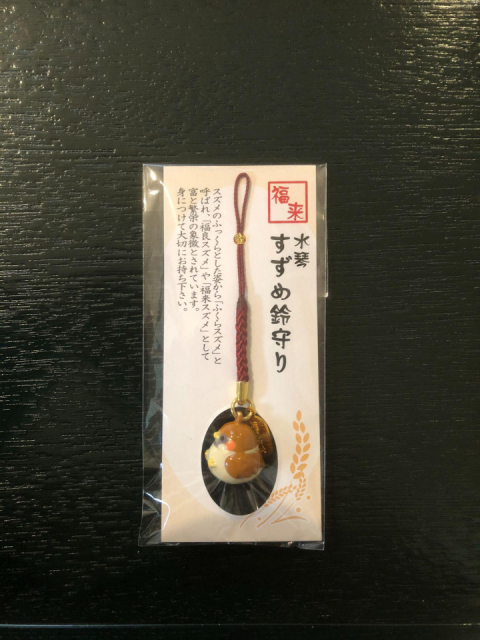 福来
水琴
すずめ鈴守り
スズメのふっくらとした姿から「ふくらスズメ」と
呼ばれ、「福良スズメ」や「福来スズメ」として
富と繁栄の象徴とされています。
身につけて大切にお持ち下さい。